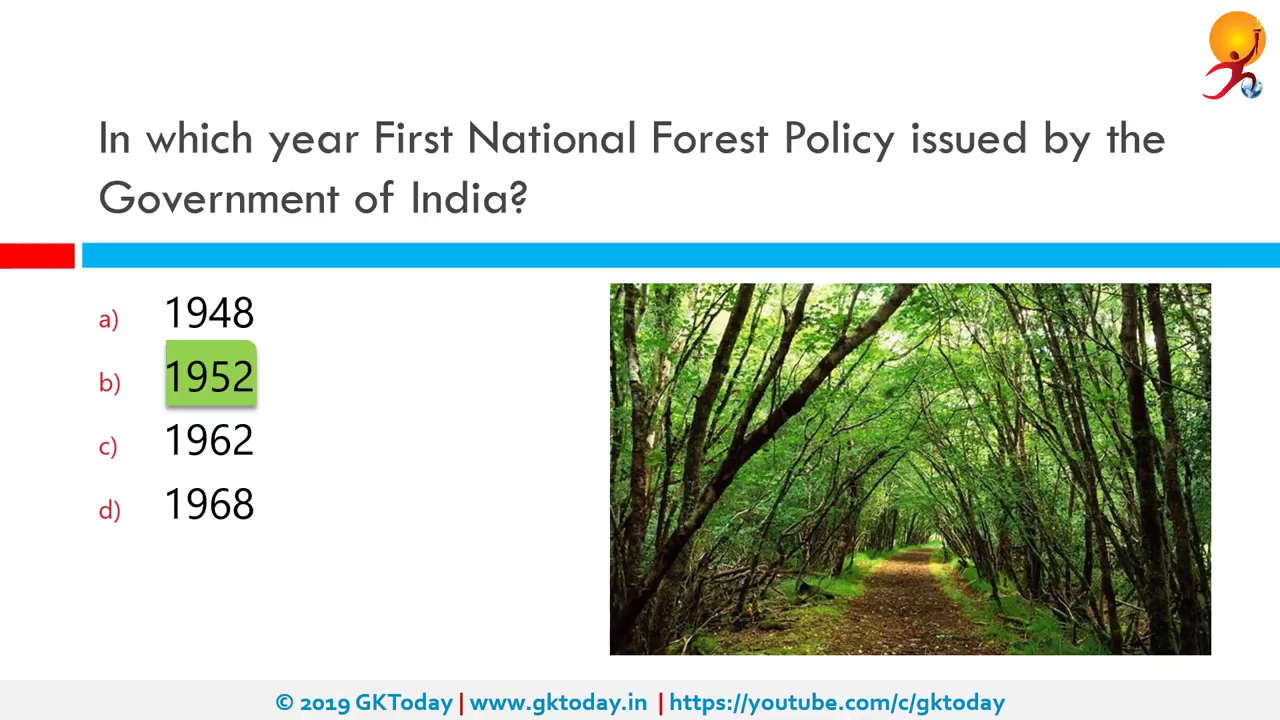 In which year First National Forest Policy issued by the
Government of India?
a) 1948
b) 1952
c) 1962
d) 1968
© 2019 GKToday | www.gktoday.in | https://youtube.com/c/gktoday